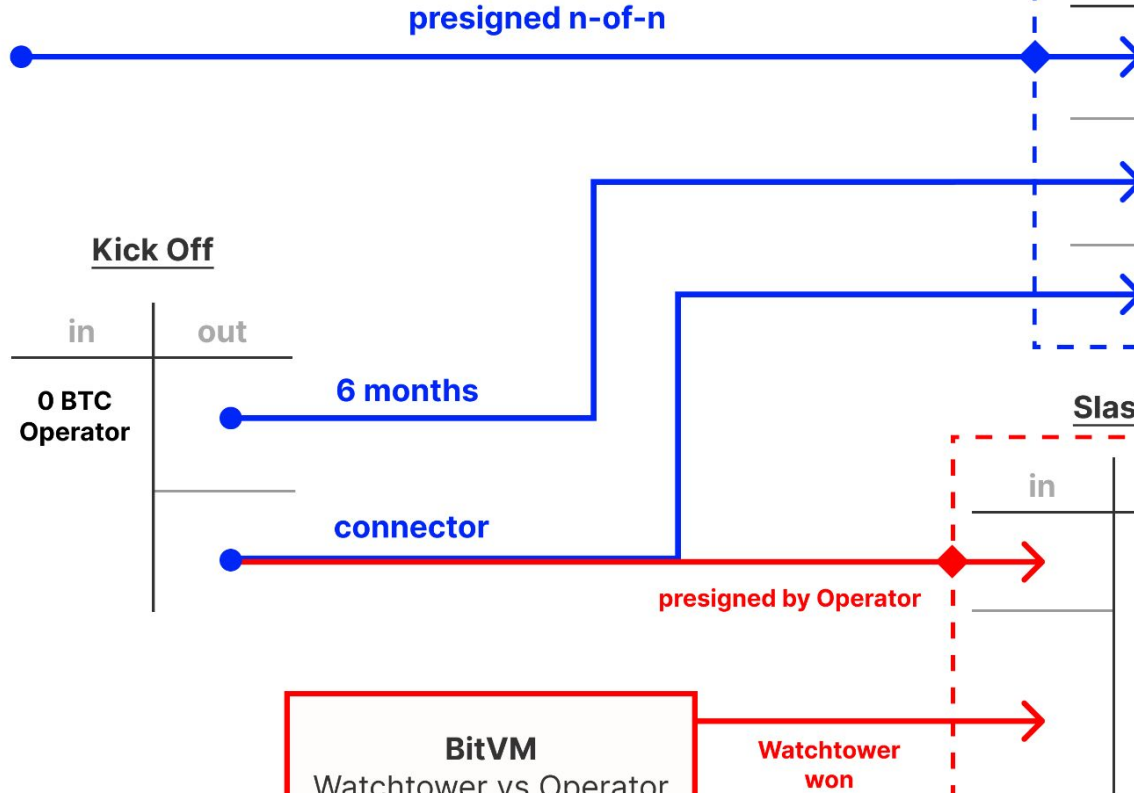 presigned n-of-n
Kick Off
in
out
0 BTC
Operator
6 months
connector
Slas
in
presigned by Operator
BitVM
Watchtower vs Operator
Watchtower
won